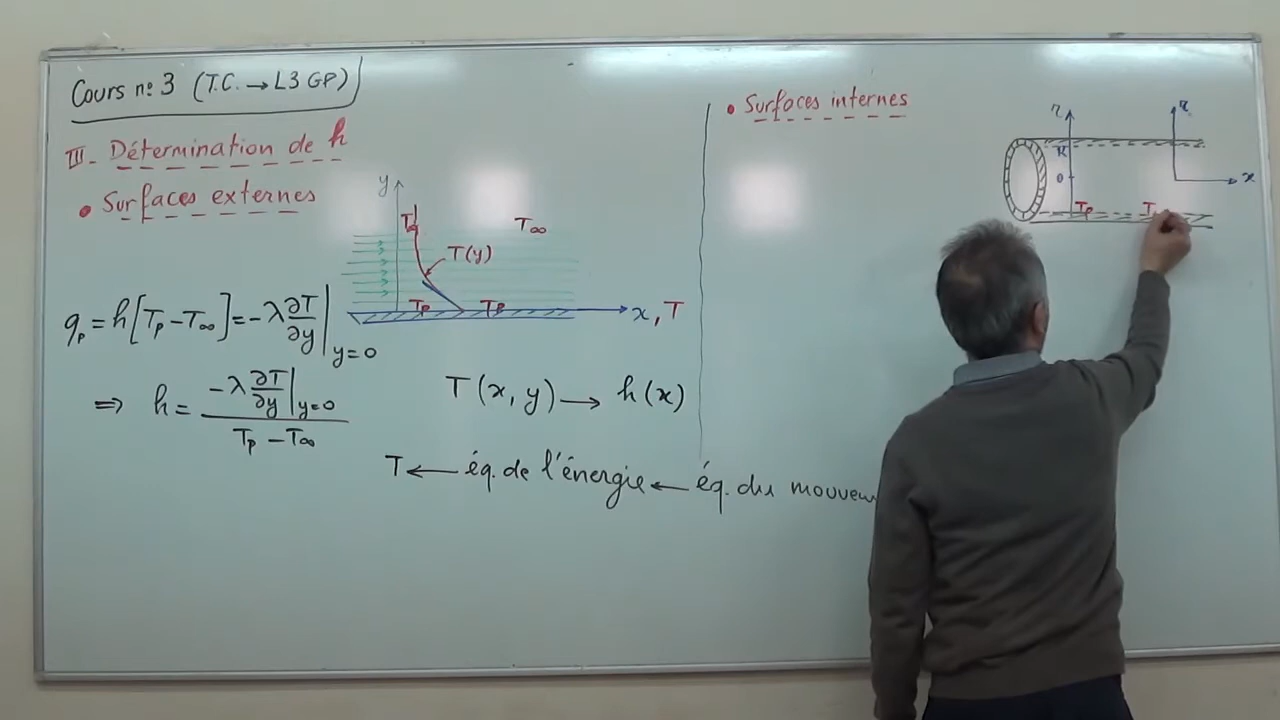 Cours n° 3 (T.C. → L3 GP)
III - Détermination de h
• Surfaces externes
y
T∞
T∞
T(y)
Tp
Tp
x, T
qp = h[Tp - T∞] = -λ ∂T/∂y|y=0
⇒ h = -λ ∂T/∂y|y=0 / Tp - T∞
T(x, y) → h(x)
T ← éq. de l'énergie ← éq. du mouvem
• Surfaces internes
r
r
R
0
x
Tp
T